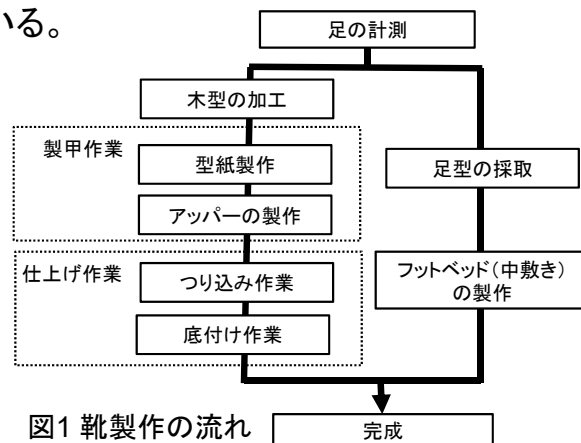 いる。
足の計測
木型の加工
製甲作業
型紙製作
足型の採取
アッパーの製作
仕上げ作業
つり込み作業
フットベッド(中敷き)
の製作
底付け作業
図1 靴製作の流れ
完成